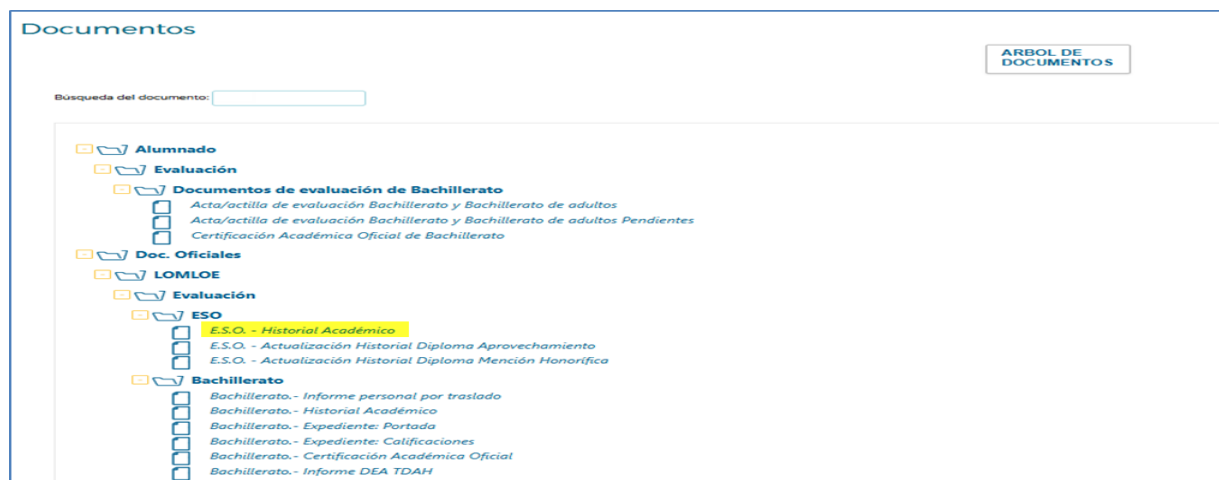 Documentos
ARBOL DE
DOCUMENTOS
Búsqueda del documento:
Alumnado
Evaluación
Documentos de evaluación de Bachillerato
Acta/actilla de evaluación Bachillerato y Bachillerato de adultos
Acta/actilla de evaluación Bachillerato y Bachillerato de adultos Pendientes
Certificación Académica Oficial de Bachillerato
Doc. Oficiales
LOMLOE
Evaluación
ESO
E.S.O. - Historial Académico
E.S.O. - Actualización Historial Diploma Aprovechamiento
E.S.O. - Actualización Historial Diploma Mención Honorífica
Bachillerato
Bachillerato.- Informe personal por traslado
Bachillerato.- Historial Académico
Bachillerato.- Expediente: Portada
Bachillerato.- Expediente: Calificaciones
Bachillerato.- Certificación Académica Oficial
Bachillerato.- Informe DEA TDAH